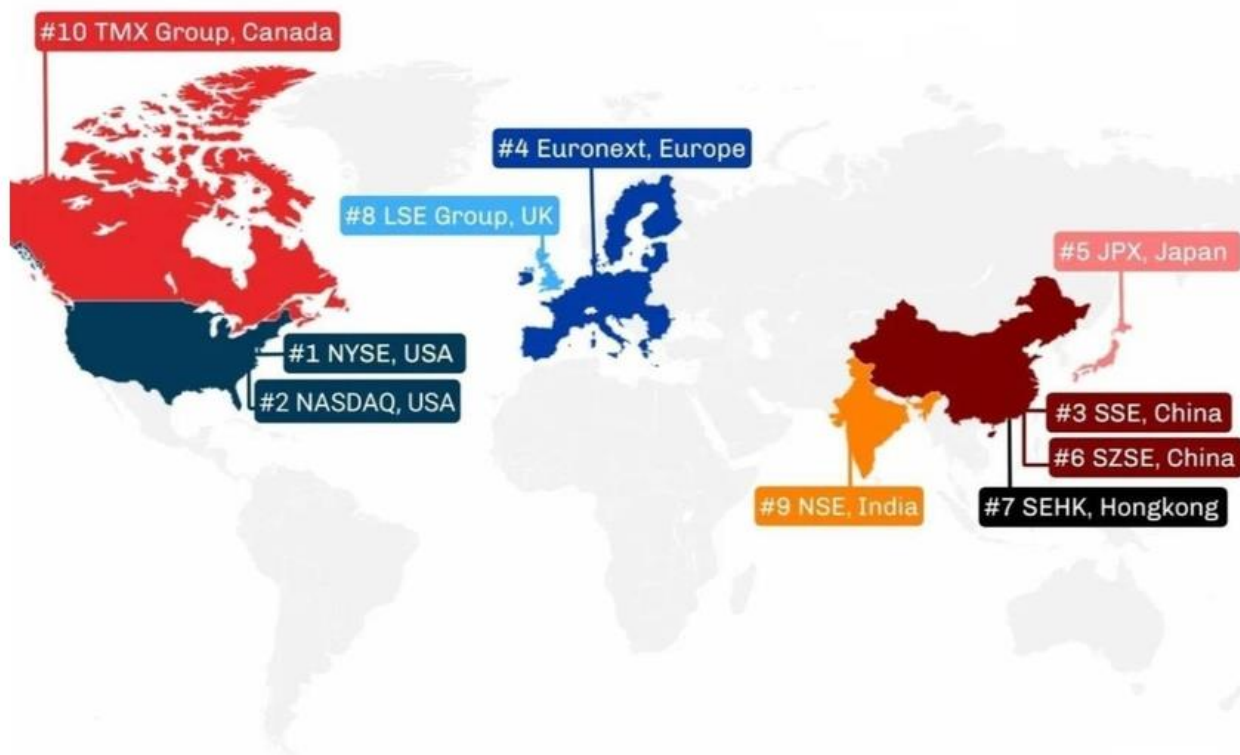 #10 TMX Group, Canada
#4 Euronext, Europe
#8 LSE Group, UK
#5 JPX, Japan
#1 NYSE, USA
#2 NASDAQ, USA
#3 SSE, China
#6 SZSE, China
#9 NSE, India
#7 SEHK, Hongkong